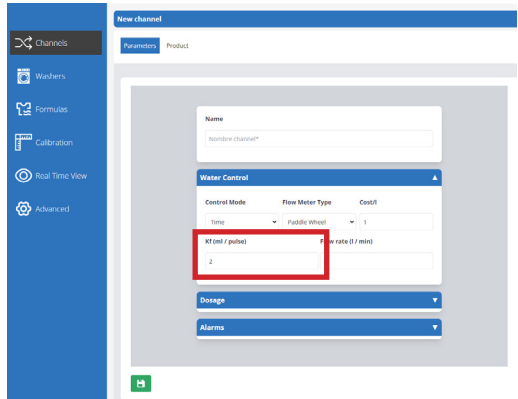 New channel
Channels
Washers
Formulas
Calibration
Real Time View
Advanced
Parameters Product
Name
Nombre channel*
Water Control
Control Mode Flow Meter Type Cost/l
Time Paddle Wheel 1
Kf (ml / pulse) rate (l / min)
2
Dosage
Alarms